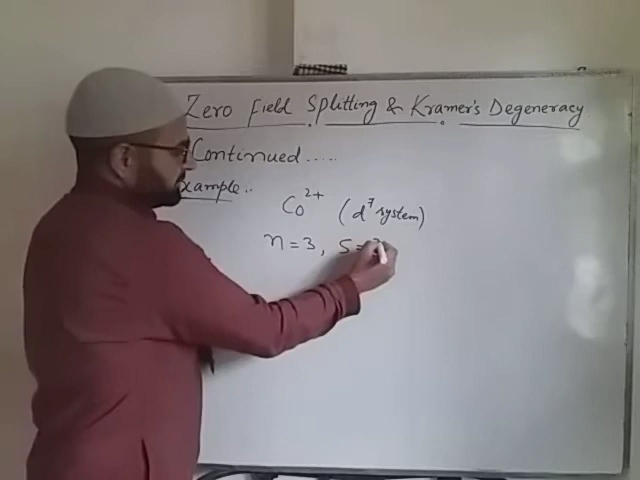 Zero Field Splitting & Kramer's Degeneracy
Continued.....
xample..
Co²⁺ (d⁷ system)
n = 3, S =